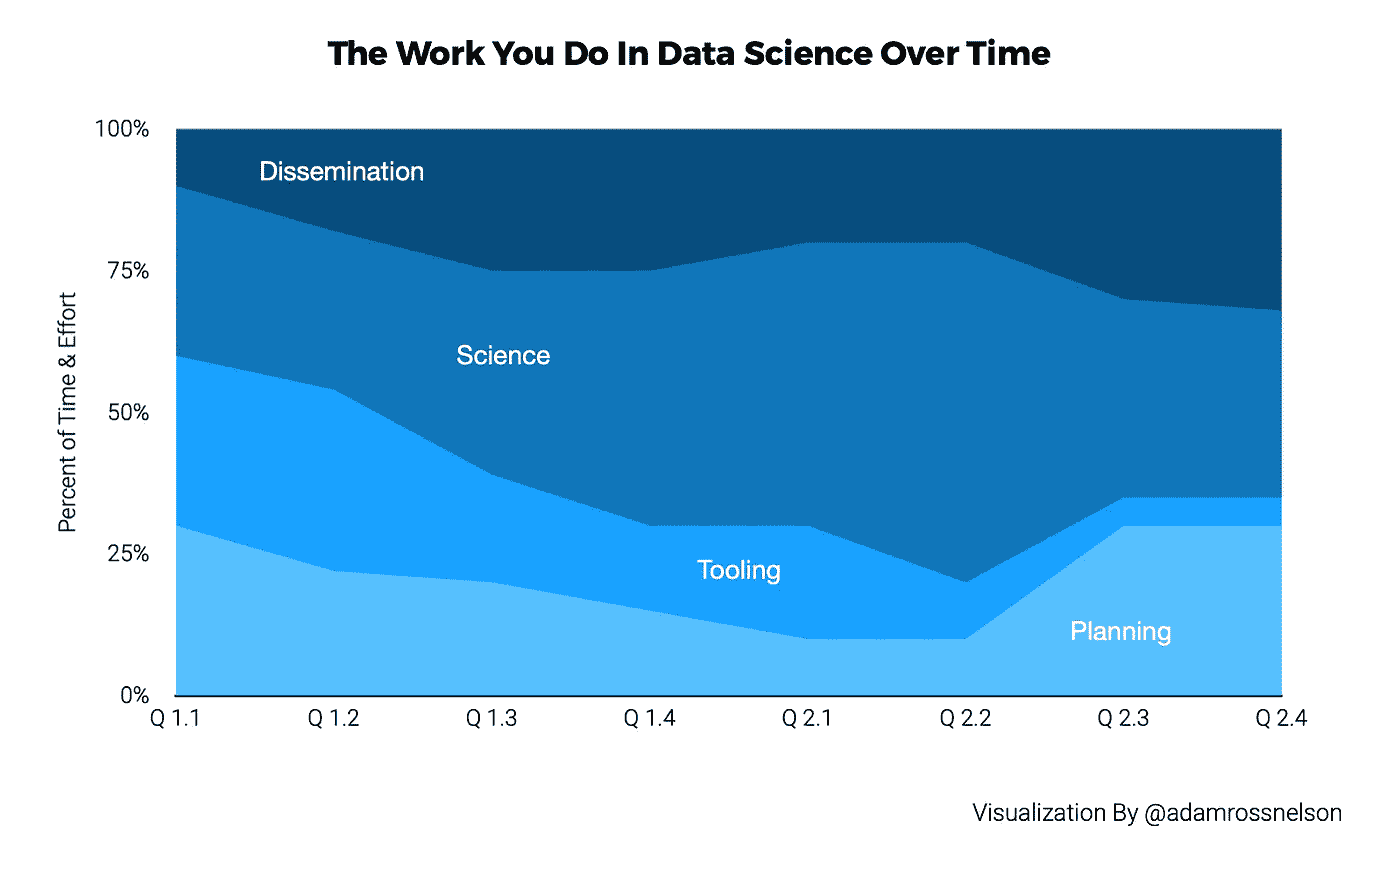 The Work You Do In Data Science Over Time
Percent of Time & Effort
100%
75%
50%
25%
0%
Dissemination
Science
Tooling
Planning
Q 1.1
Q 1.2
Q 1.3
Q 1.4
Q 2.1
Q 2.2
Q 2.3
Q 2.4
Visualization By @adamrossnelson